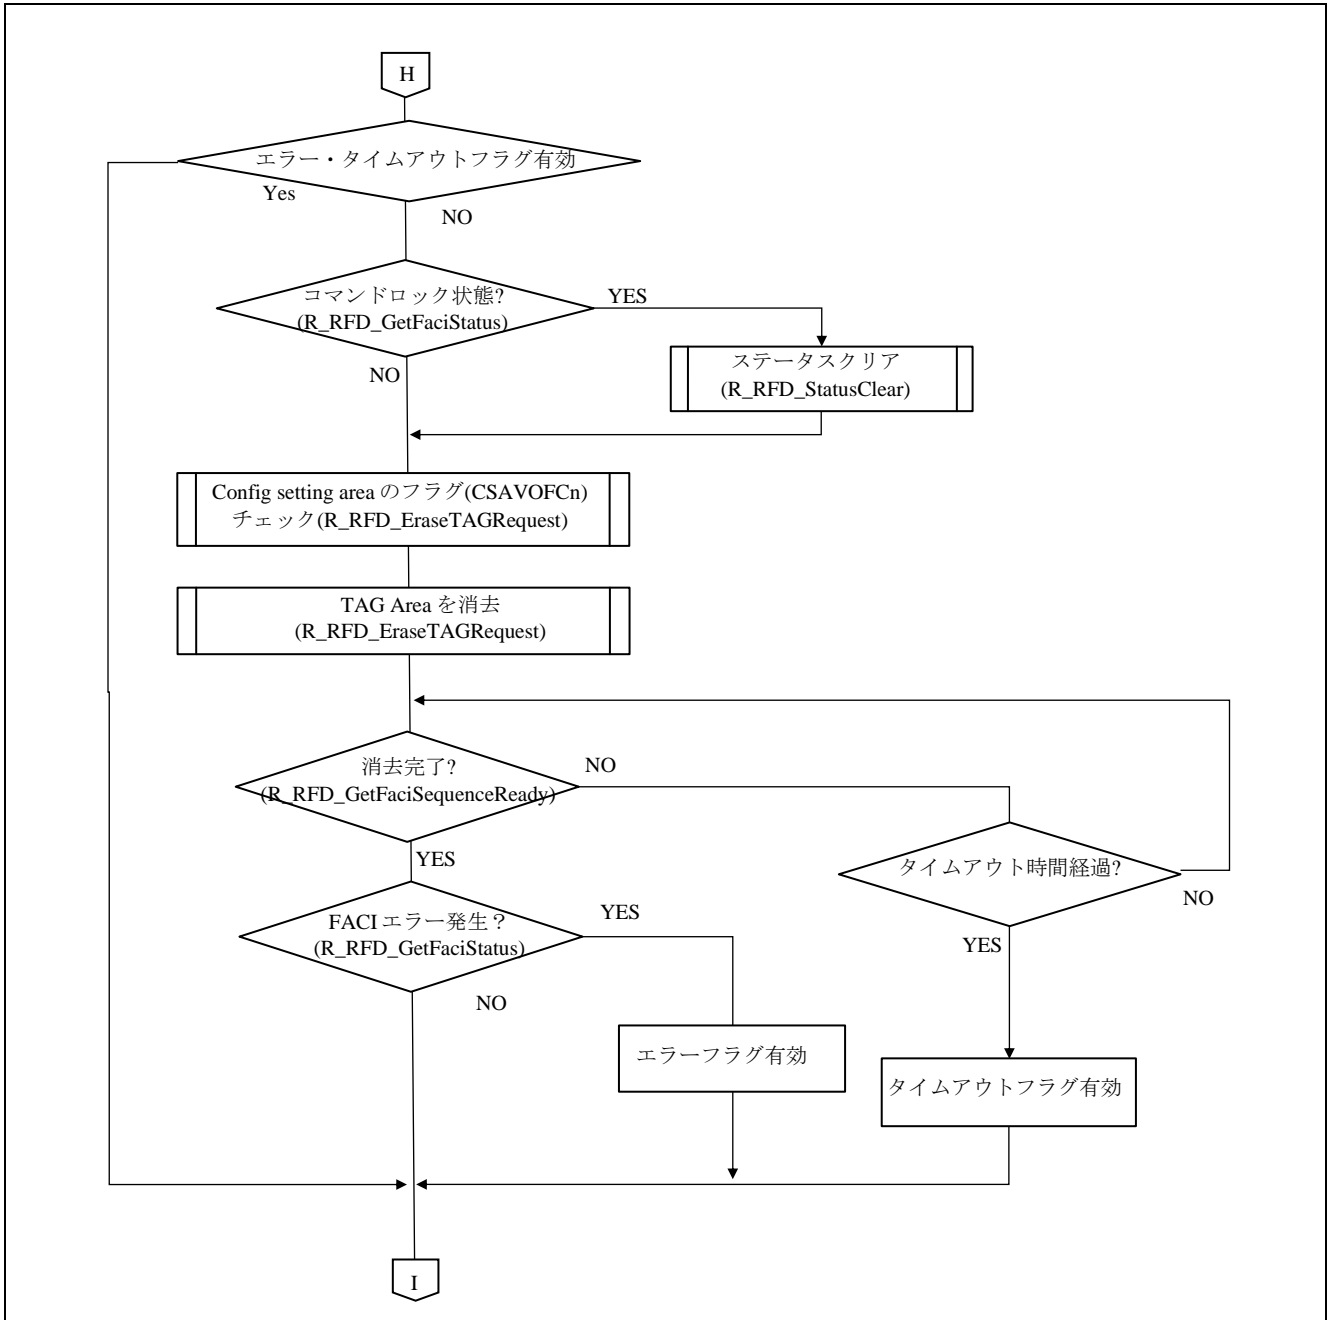 H
エラー・タイムアウトフラグ有効
Yes
NO
コマンドロック状態?
(R_RFD_GetFaciStatus)
YES
NO
ステータスクリア
(R_RFD_StatusClear)
Config setting area のフラグ(CSAVOFCn)
チェック(R_RFD_EraseTAGRequest)
TAG Area を消去
(R_RFD_EraseTAGRequest)
消去完了?
(R_RFD_GetFaciSequenceReady)
NO
YES
タイムアウト時間経過?
NO
YES
FACI エラー発生？
(R_RFD_GetFaciStatus)
YES
NO
エラーフラグ有効
タイムアウトフラグ有効
I